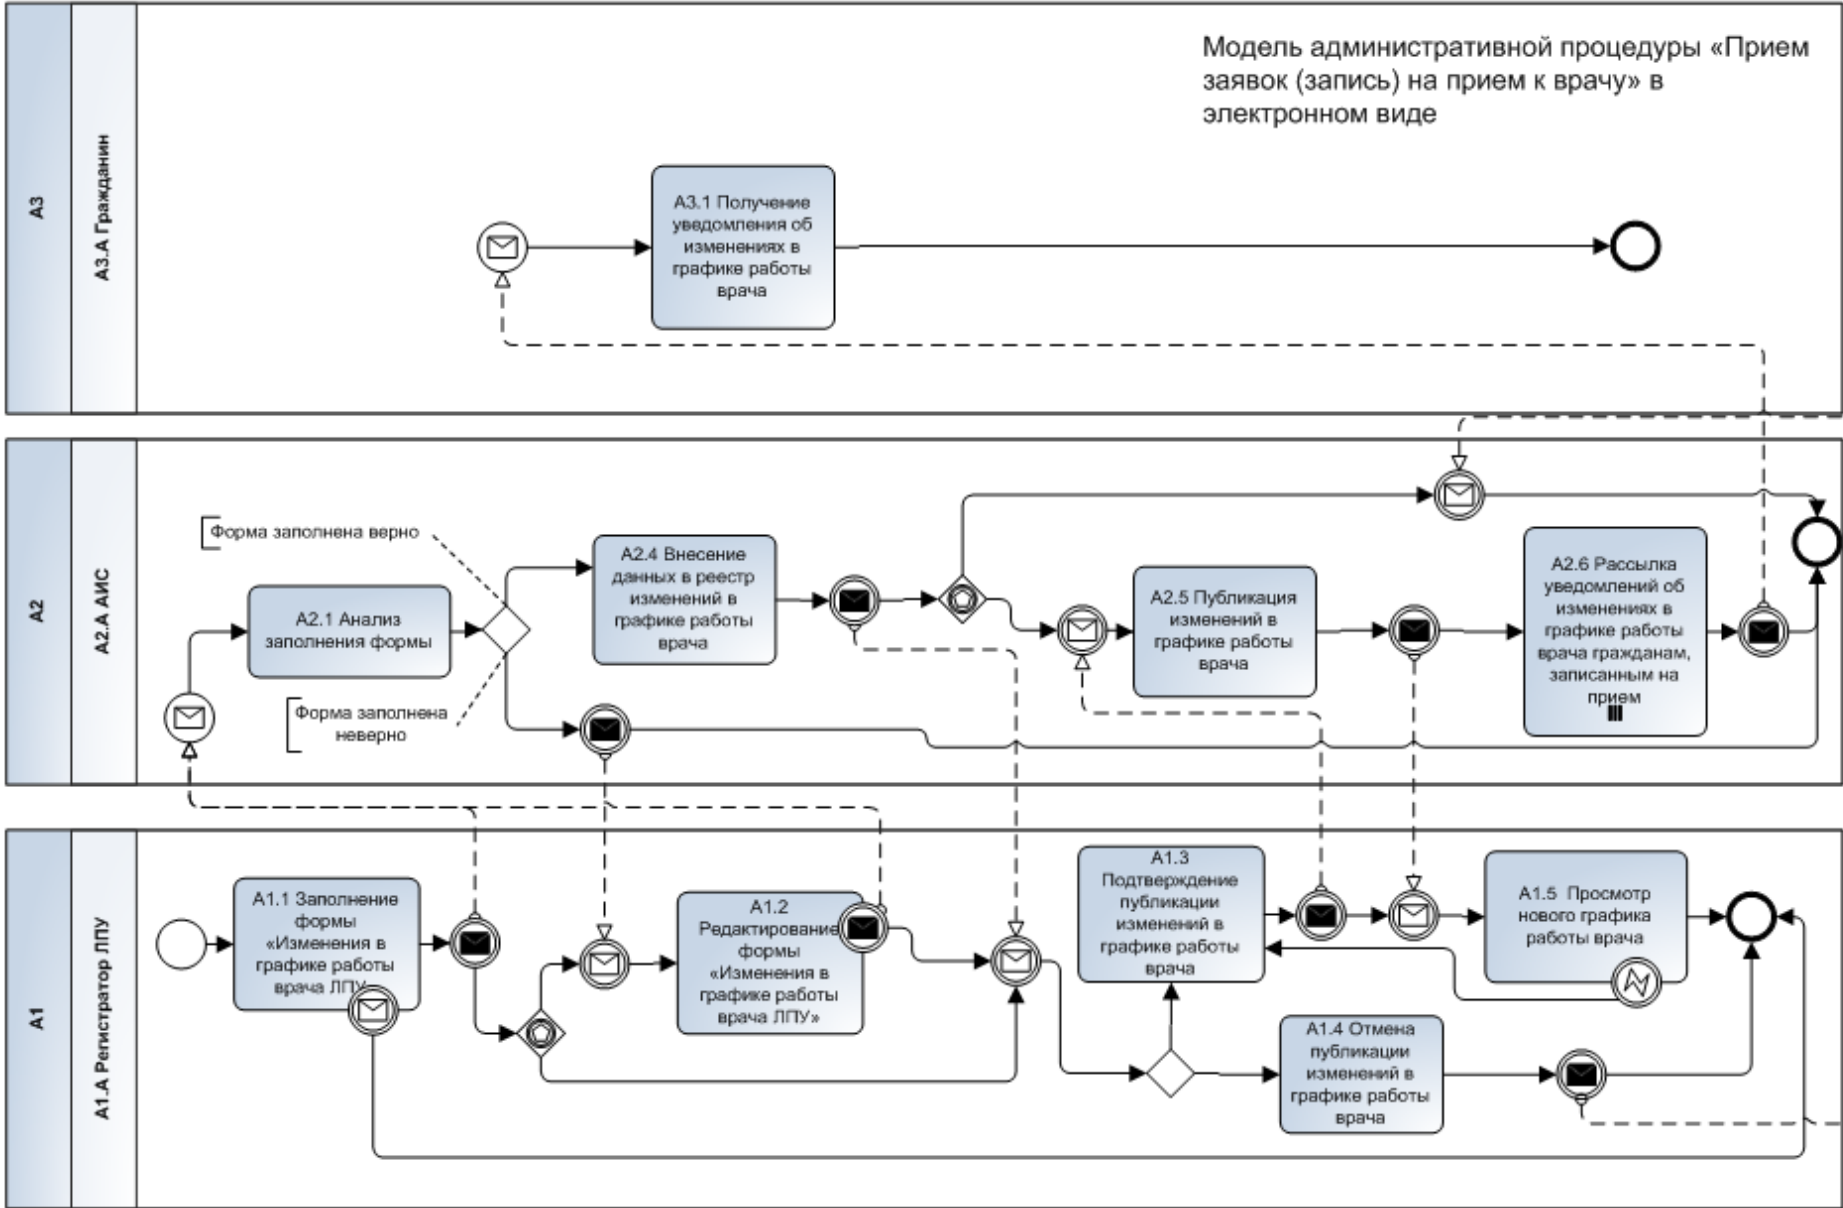 Модель административной процедуры «Прием
заявок (запись) на прием к врачу» в
электронном виде
А3
А3.А Гражданин
А3.1 Получение
уведомления об
изменениях в
графике работы
врача
А2
А2.А АИС
Форма заполнена верно
А2.1 Анализ
заполнения формы
Форма заполнена
неверно
А2.4 Внесение
данных в реестр
изменений в
графике работы
врача
А2.5 Публикация
изменений в
графике работы
врача
А2.6 Рассылка
уведомлений об
изменениях в
графике работы
врача гражданам,
записанным на
прием
А1
А1.А Регистратор ЛПУ
А1.1 Заполнение
формы
«Изменения в
графике работы
врача ЛПУ
А1.2
Редактирование
формы
«Изменения в
графике работы
врача ЛПУ»
А1.3
Подтверждение
публикации
изменений в
графике работы
врача
А1.4 Отмена
публикации
изменений в
графике работы
врача
А1.5 Просмотр
нового графика
работы врача